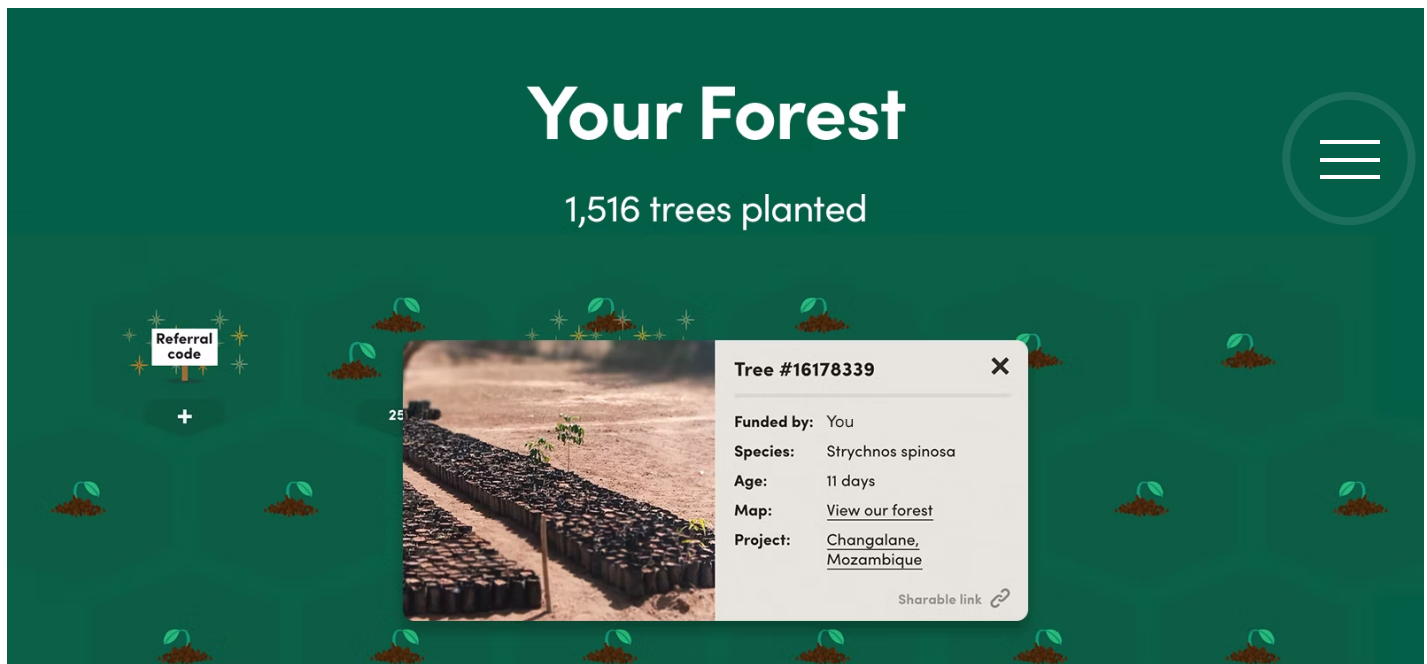 Your Forest
1,516 trees planted
Referral
code
+
25
Tree #16178339
Funded by: You
Species: Strychnos spinosa
Age: 11 days
Map: View our forest
Project: Changalane,
Mozambique
Sharable link